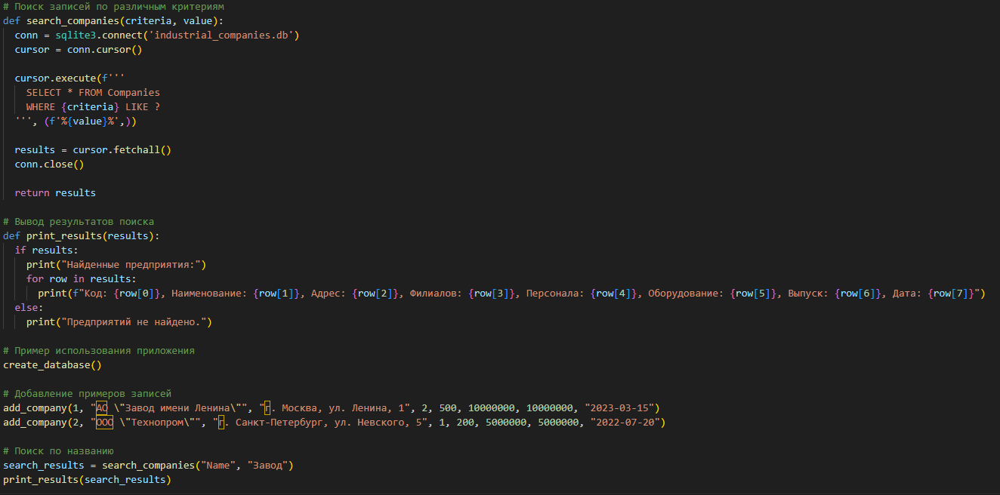 # Поиск записей по различным критериям
def search_companies(criteria, value):
  conn = sqlite3.connect('industrial_companies.db')
  cursor = conn.cursor()

  cursor.execute(f'''
    SELECT * FROM Companies
    WHERE {criteria} LIKE ?
  ''', (f'%{value}%',))

  results = cursor.fetchall()
  conn.close()

  return results

# Вывод результатов поиска
def print_results(results):
  if results:
    print("Найденные предприятия:")
    for row in results:
      print(f"Код: {row[0]}, Наименование: {row[1]}, Адрес: {row[2]}, Филиалов: {row[3]}, Персонала: {row[4]}, Оборудование: {row[5]}, Выпуск: {row[6]}, Дата: {row[7]}")
  else:
    print("Предприятий не найдено.")

# Пример использования приложения
create_database()

# Добавление примеров записей
add_company(1, "АО \"Завод имени Ленина\"", "г. Москва, ул. Ленина, 1", 2, 500, 10000000, 10000000, "2023-03-15")
add_company(2, "ООО \"Технопром\"", "г. Санкт-Петербург, ул. Невского, 5", 1, 200, 5000000, 5000000, "2022-07-20")

# Поиск по названию
search_results = search_companies("Name", "Завод")
print_results(search_results)